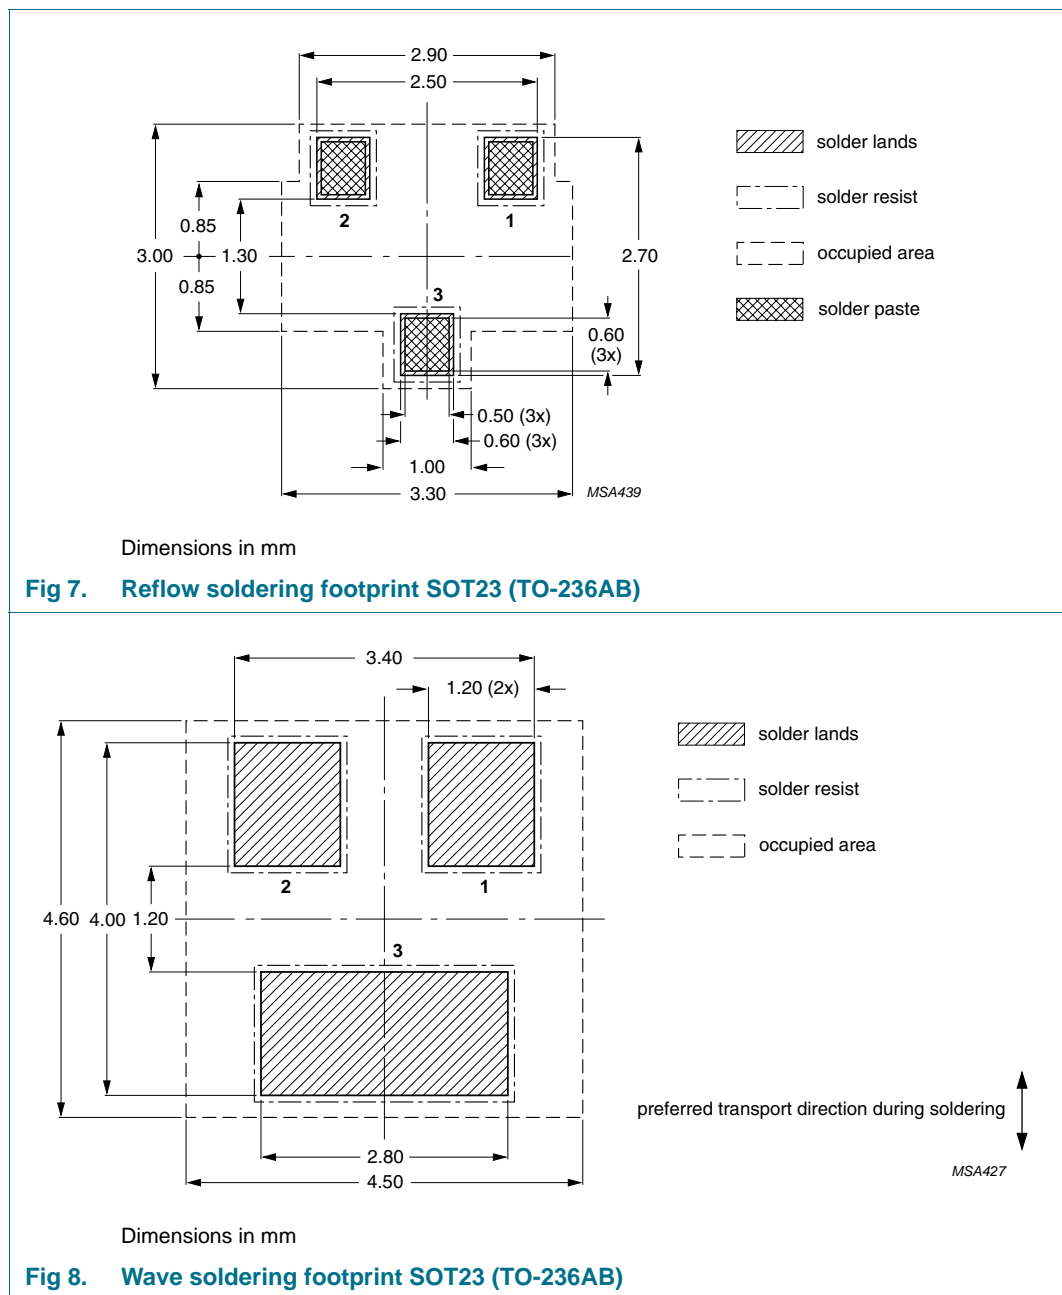 2.90
2.50
solder lands
solder resist
2
1
0.85
3.00
1.30
2.70
occupied area
0.85
3
solder paste
0.60
(3x)
0.50 (3x)
0.60 (3x)
1.00
3.30
MSA439
Dimensions in mm
Fig 7. Reflow soldering footprint SOT23 (TO-236AB)
3.40
1.20 (2x)
solder lands
solder resist
occupied area
2
1
4.60
4.00
1.20
3
preferred transport direction during soldering
2.80
4.50
MSA427
Dimensions in mm
Fig 8. Wave soldering footprint SOT23 (TO-236AB)